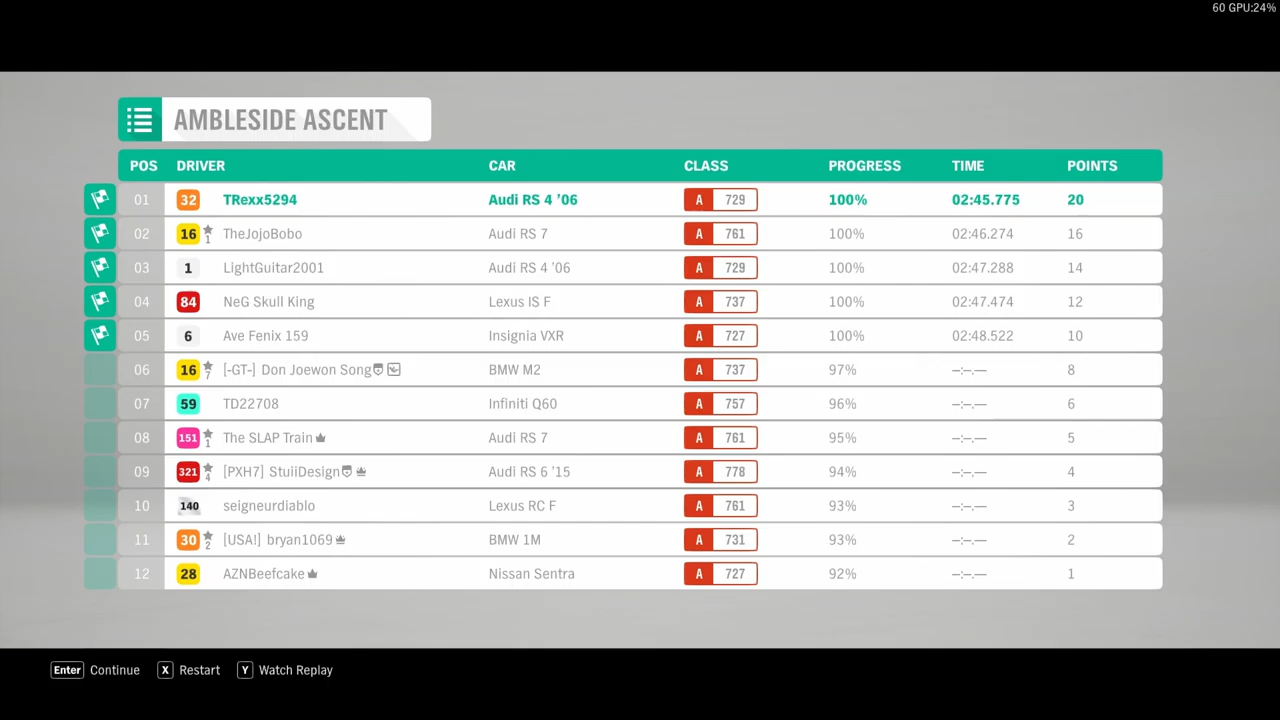 60 GPU:24%
AMBLESIDE ASCENT
POS DRIVER CAR CLASS PROGRESS TIME POINTS
01 32 TRexx5294 Audi RS 4 '06 A 729 100% 02:45.775 20
02 16 1 TheJojoBobo Audi RS 7 A 761 100% 02:46.274 16
03 1 LightGuitar2001 Audi RS 4 '06 A 729 100% 02:47.288 14
04 84 NeG Skull King Lexus IS F A 737 100% 02:47.474 12
05 6 Ave Fenix 159 Insignia VXR A 727 100% 02:48.522 10
06 16 7 [-GT-] Don Joewon Song BMW M2 A 737 97% --:--.--- 8
07 59 TD22708 Infiniti Q60 A 757 96% --:--.--- 6
08 151 1 The SLAP Train Audi RS 7 A 761 95% --:--.--- 5
09 321 4 [PXH7] StuiiDesign Audi RS 6 '15 A 778 94% --:--.--- 4
10 140 seigneurdiablo Lexus RC F A 761 93% --:--.--- 3
11 30 2 [USA!] bryan1069 BMW 1M A 731 93% --:--.--- 2
12 28 AZNBeefcake Nissan Sentra A 727 92% --:--.--- 1
Enter Continue X Restart Y Watch Replay